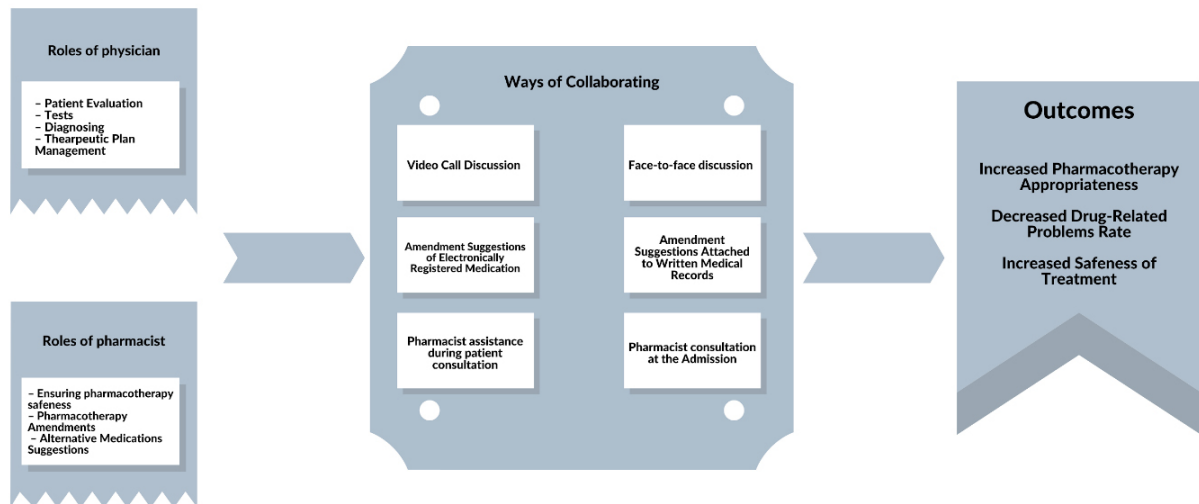 Roles of physician
– Patient Evaluation
– Tests
– Diagnosing
– Thearpeutic Plan
Management
Roles of pharmacist
– Ensuring pharmacotherapy
safeness
– Pharmacotherapy
Amendments
– Alternative Medications
Suggestions
Ways of Collaborating
Video Call Discussion
Face-to-face discussion
Amendment Suggestions
of Electronically
Registered Medication
Amendment
Suggestions Attached
to Written Medical
Records
Pharmacist assistance
during patient
consultation
Pharmacist consultation
at the Admission
Outcomes
Increased Pharmacotherapy
Appropriateness
Decreased Drug-Related
Problems Rate
Increased Safeness of
Treatment